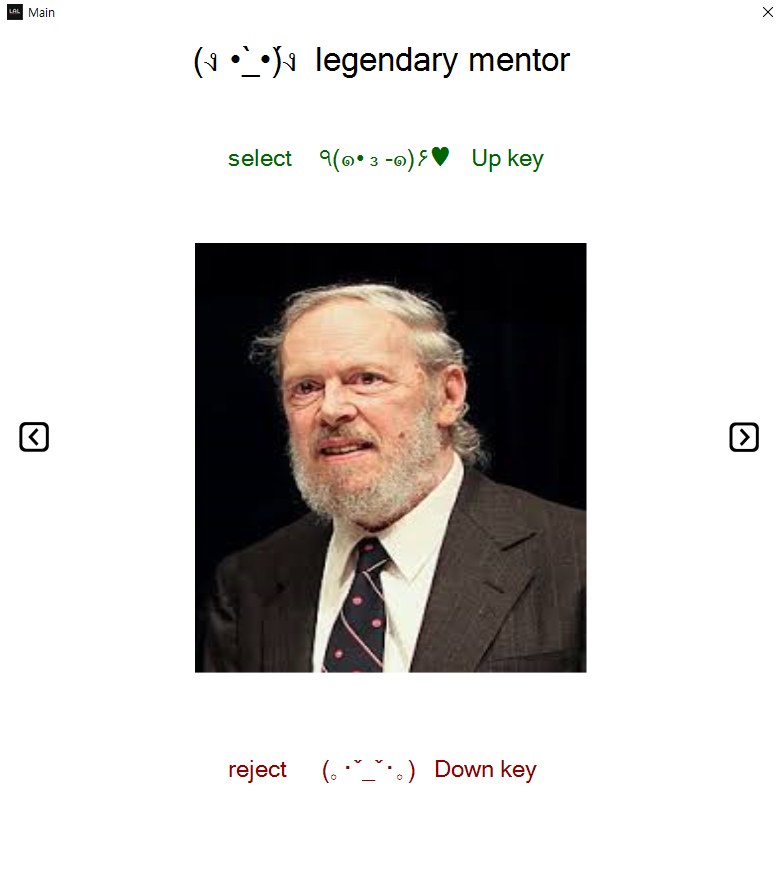 Main
(ง •̀_•́)ง legendary mentor
select ٩(๑• з -๑)۶♥ Up key
reject (｡･ˇ_ˇ･｡) Down key